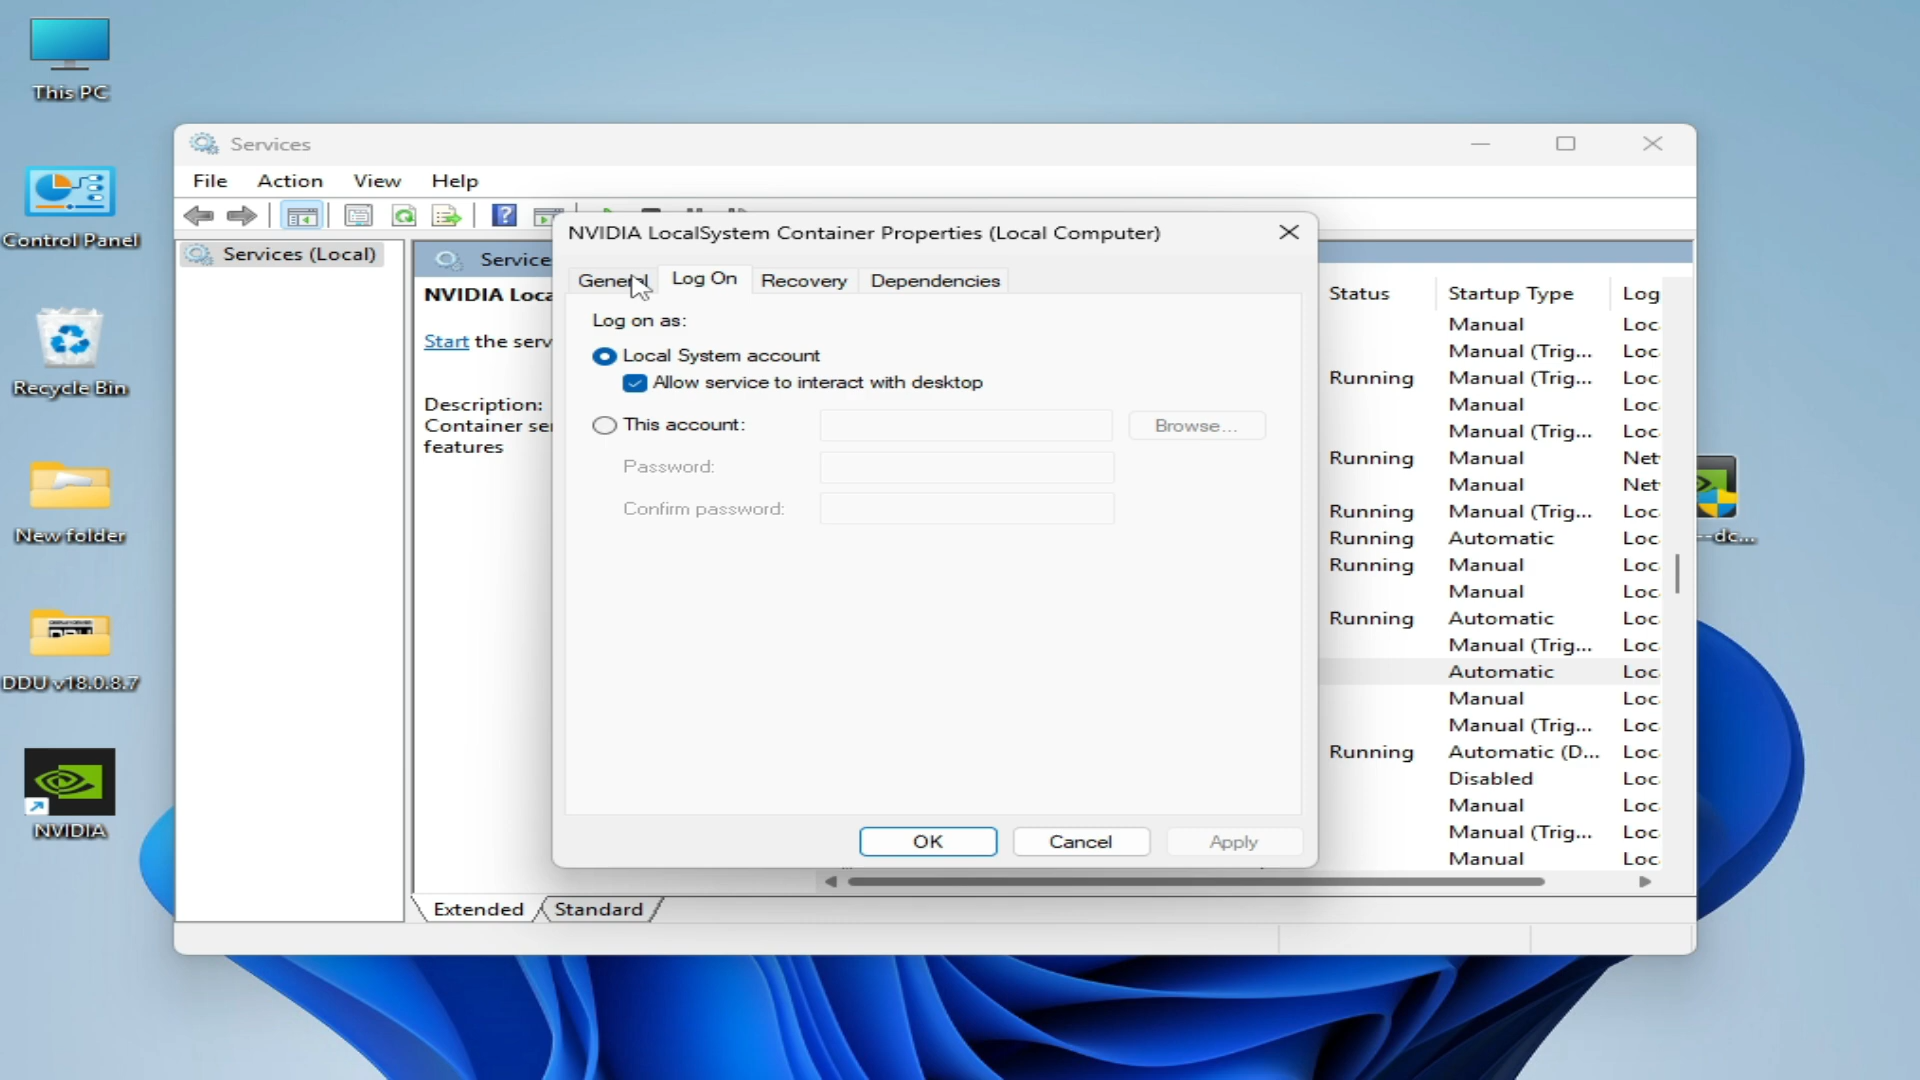 This PC
Control Panel
Recycle Bin
New folder
DDU v18.0.8.7
NVIDIA
Services
File Action View Help
Services (Local)
Service
NVIDIA Loca
Start the serv
Description:
Container ser
features
NVIDIA LocalSystem Container Properties (Local Computer)
General Log On Recovery Dependencies
Log on as:
Local System account
Allow service to interact with desktop
This account:
Browse...
Password:
Confirm password:
OK Cancel Apply
Status Startup Type Log
Manual Loc
Manual (Trig... Loc
Running Manual (Trig... Loc
Manual Loc
Manual (Trig... Loc
Running Manual Net
Manual Net
Running Manual (Trig... Loc
Running Automatic Loc
Running Manual Loc
Manual Loc
Running Automatic Loc
Manual (Trig... Loc
Automatic Loc
Manual Loc
Manual (Trig... Loc
Running Automatic (D... Loc
Disabled Loc
Manual Loc
Manual (Trig... Loc
Manual Loc
Extended Standard
--dc...